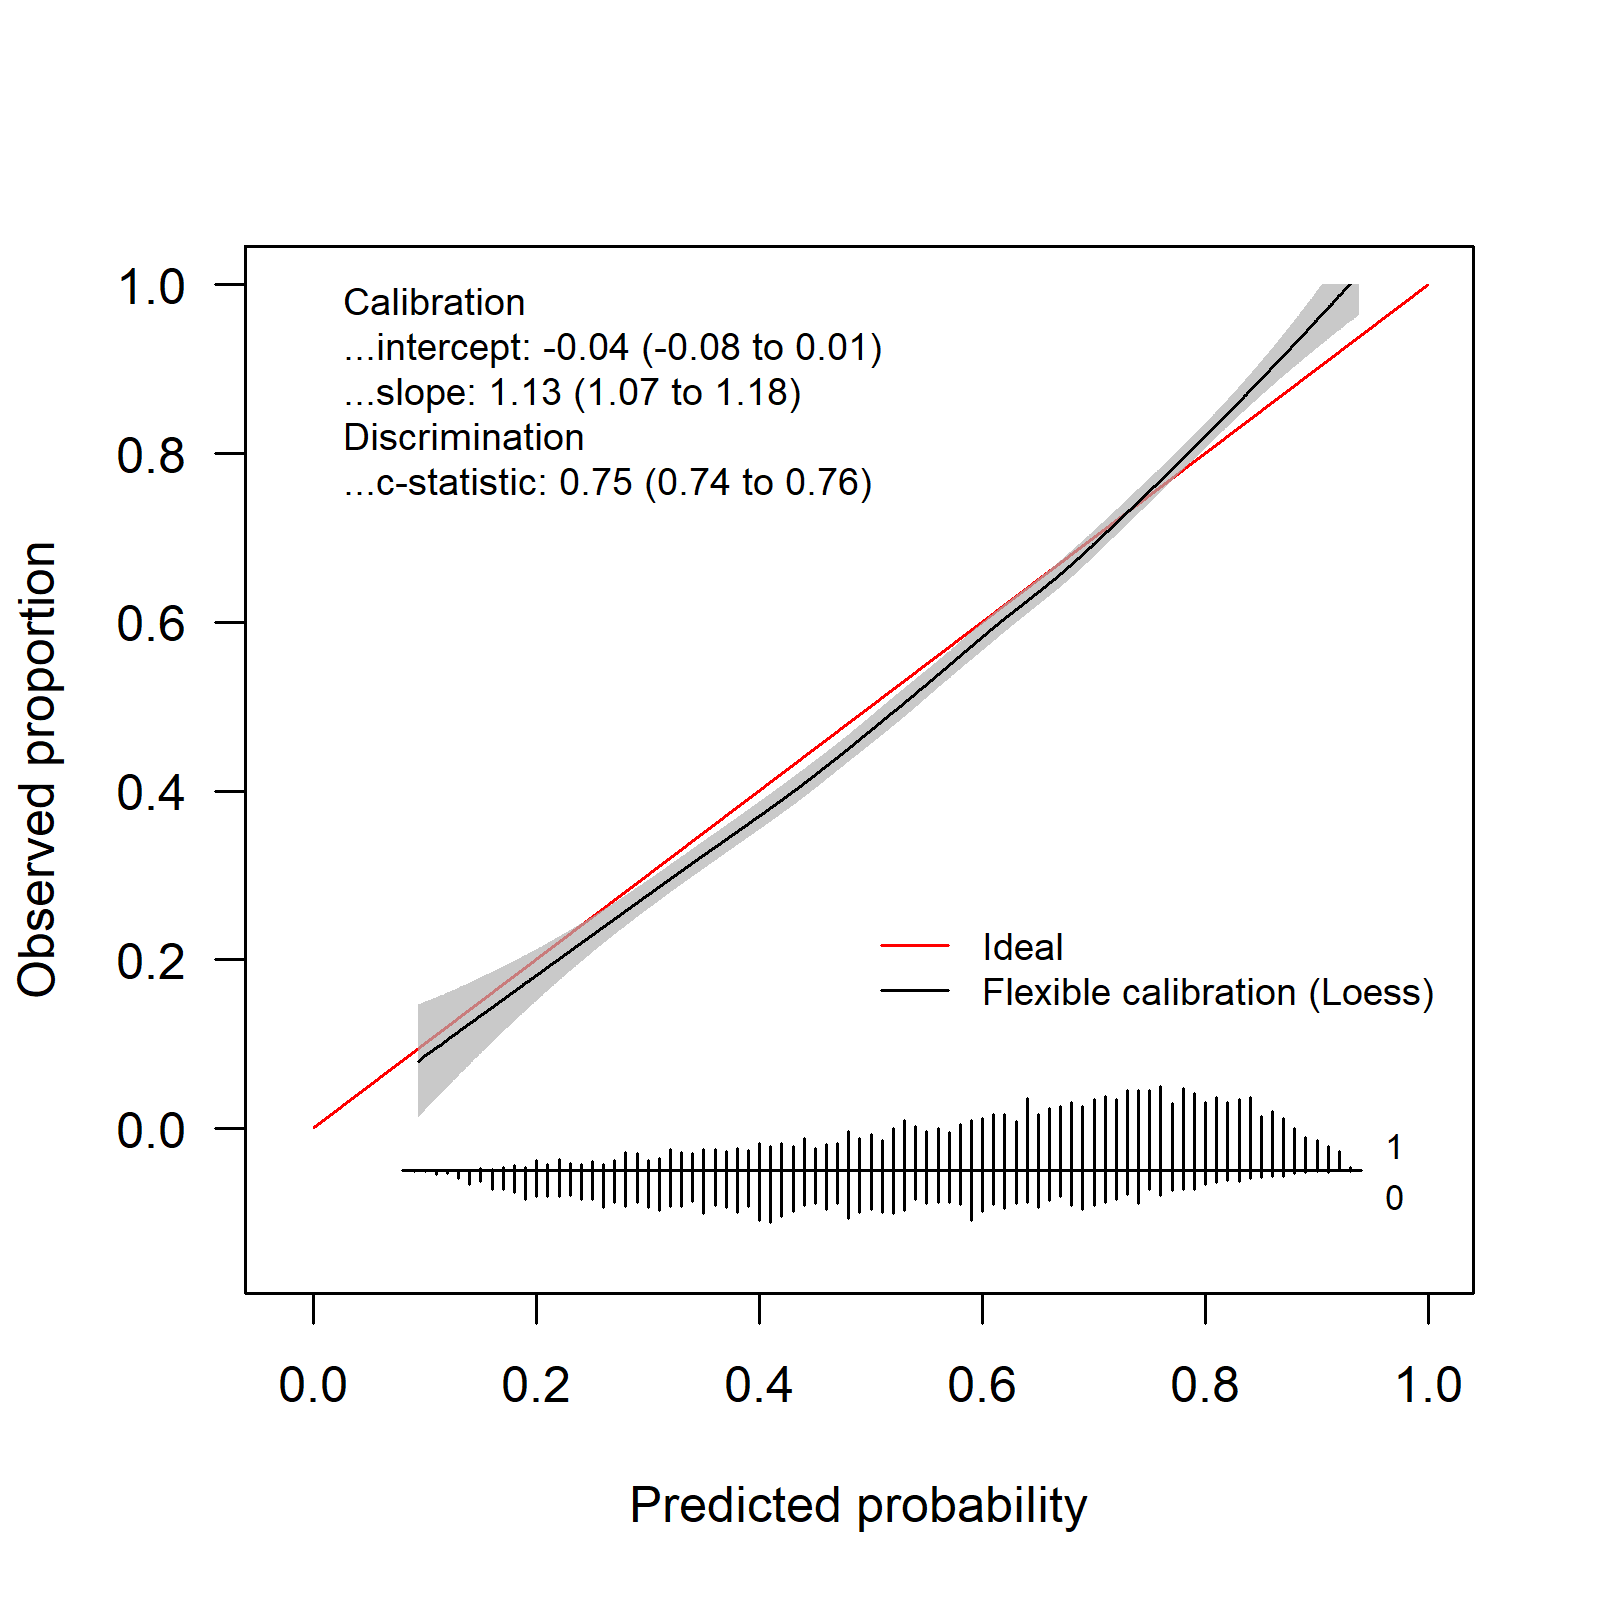 Calibration
...intercept: -0.04 (-0.08 to 0.01)
...slope: 1.13 (1.07 to 1.18)
Discrimination
...c-statistic: 0.75 (0.74 to 0.76)
1.0
0.8
0.6
0.4
0.2
0.0
Observed proportion
Ideal
Flexible calibration (Loess)
1
0
0.0 0.2 0.4 0.6 0.8 1.0
Predicted probability